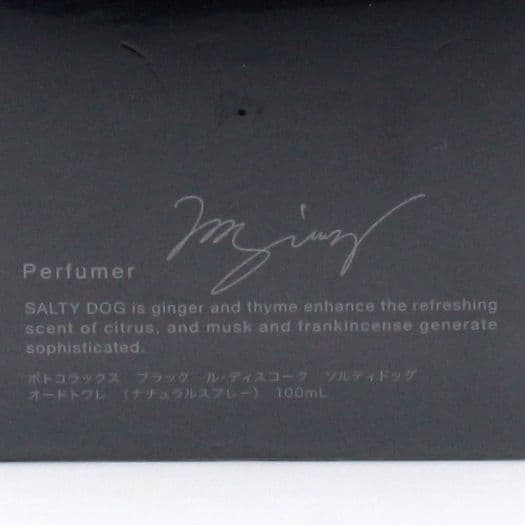 Perfumer
SALTY DOG is ginger and thyme enhance the refreshing
scent of citrus, and musk and frankincense generate
sophisticated.
ボトコラックス ブラック ル・ディスコーク ソルティドッグ
オードトワレ (ナチュラルスプレー) 100mL